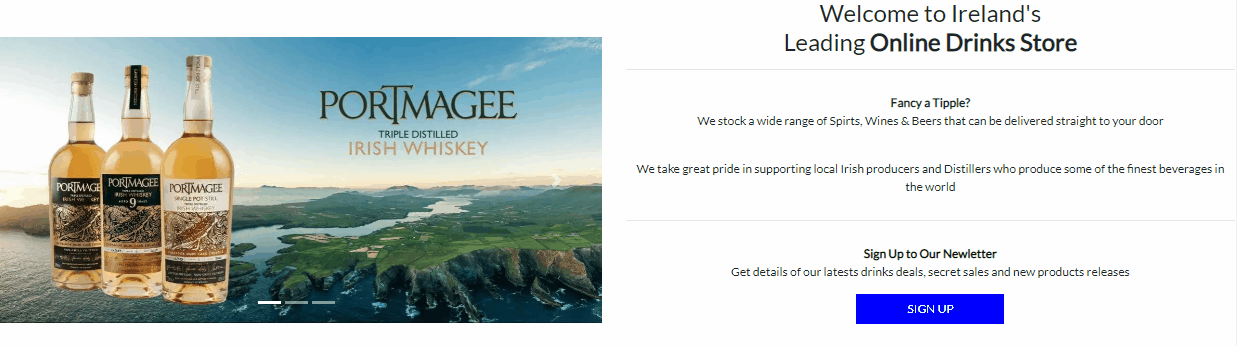 PORTMAGEE
TRIPLE DISTILLED
IRISH WHISKEY
PORTMAGEE
IRISH WHISKEY
PORTMAGEE
IRISH WHISKEY
9
PORTMAGEE
SINGLE POT STILL
IRISH WHISKEY
Welcome to Ireland's
Leading Online Drinks Store
Fancy a Tipple?
We stock a wide range of Spirts, Wines & Beers that can be delivered straight to your door
We take great pride in supporting local Irish producers and Distillers who produce some of the finest beverages in
the world
Sign Up to Our Newletter
Get details of our latests drinks deals, secret sales and new products releases
SIGN UP